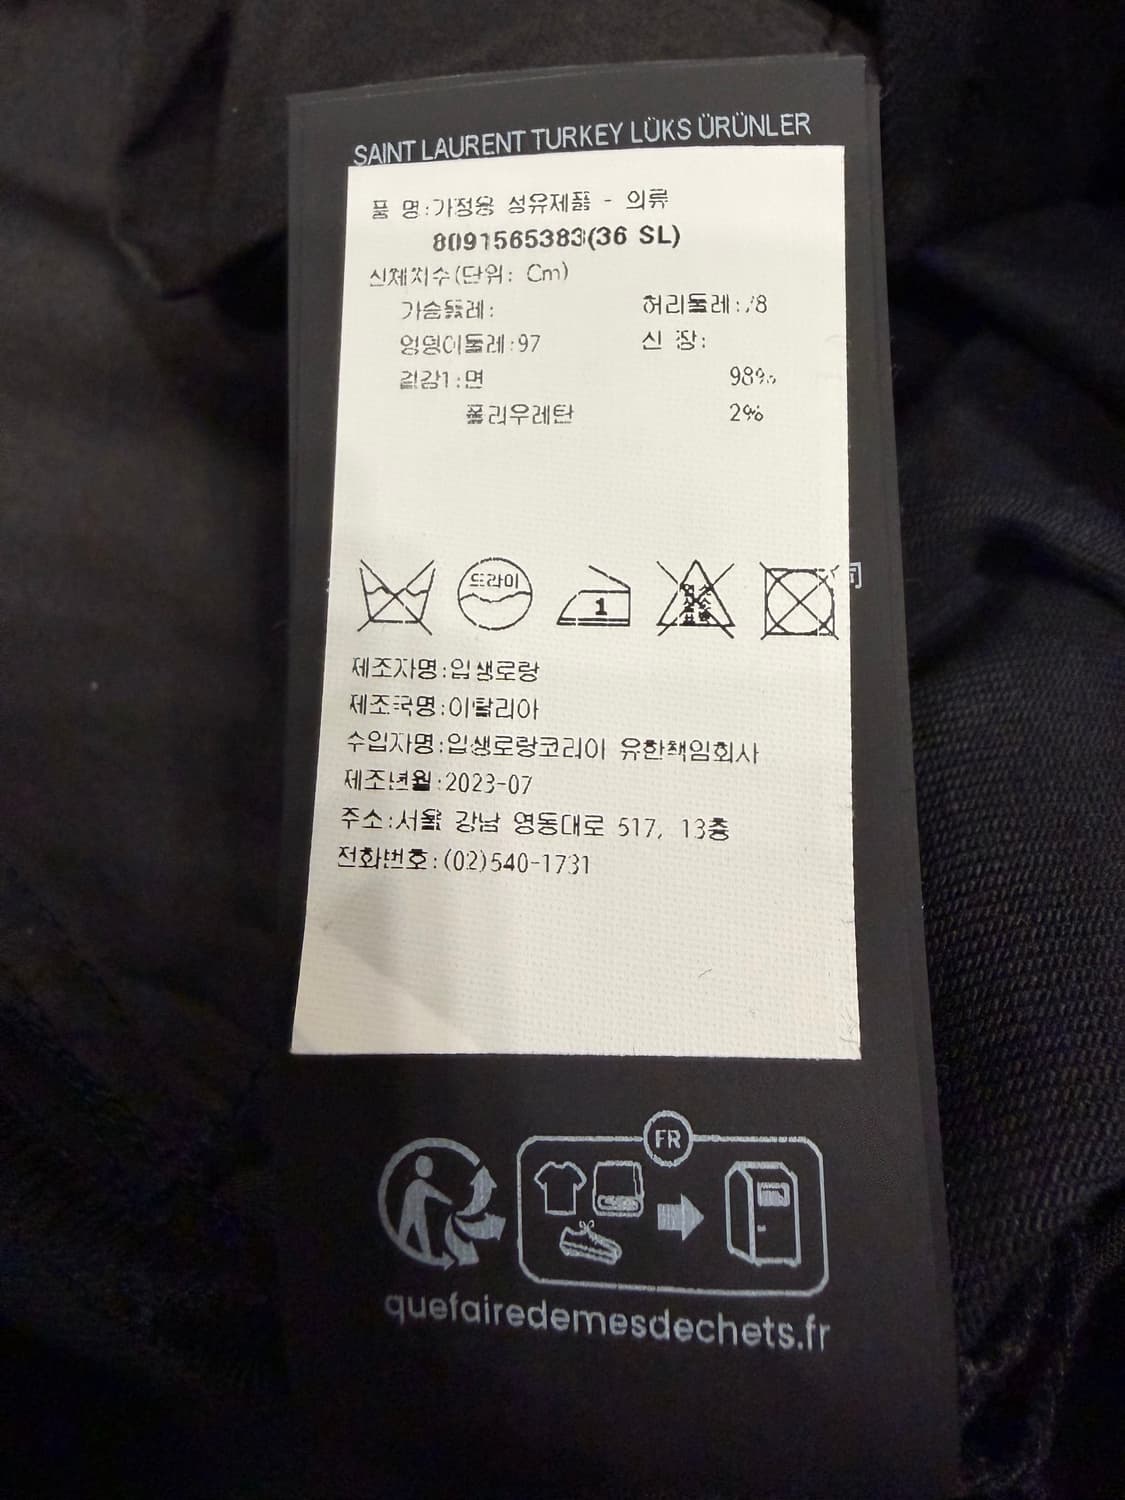 SAINT LAURENT TURKEY LÜKS ÜRÜNLER
품 명:가정용 섬유제품 - 의류
8091565383(36 SL)
신체치수(단위: Cm)
가슴둘레: 허리둘레:78
엉덩이둘레:97 신 장:
겉감1:면 98%
폴리우레탄 2%
드라이
1
司
제조자명:입생로랑
제조국명:이탈리아
수입자명:입생로랑코리아 유한책임회사
제조년월:2023-07
주소:서울 강남 영동대로 517, 13층
전화번호:(02)540-1731
FR
quefairedemesdechets.fr